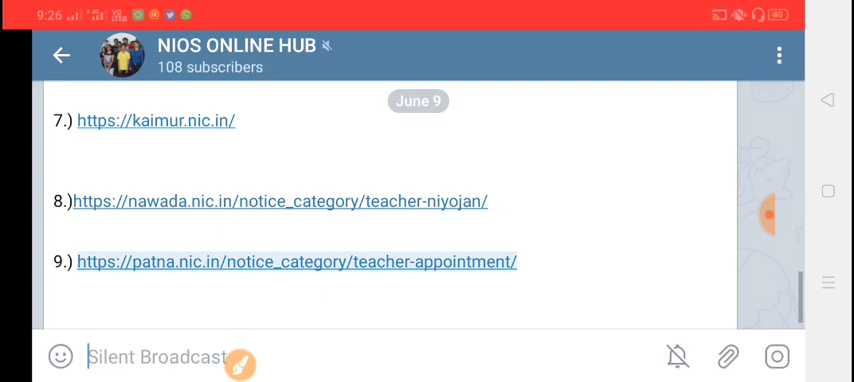 9:26
40
NIOS ONLINE HUB
108 subscribers
June 9
7.) https://kaimur.nic.in/
8.)https://nawada.nic.in/notice_category/teacher-niyojan/
9.) https://patna.nic.in/notice_category/teacher-appointment/
Silent Broadcast